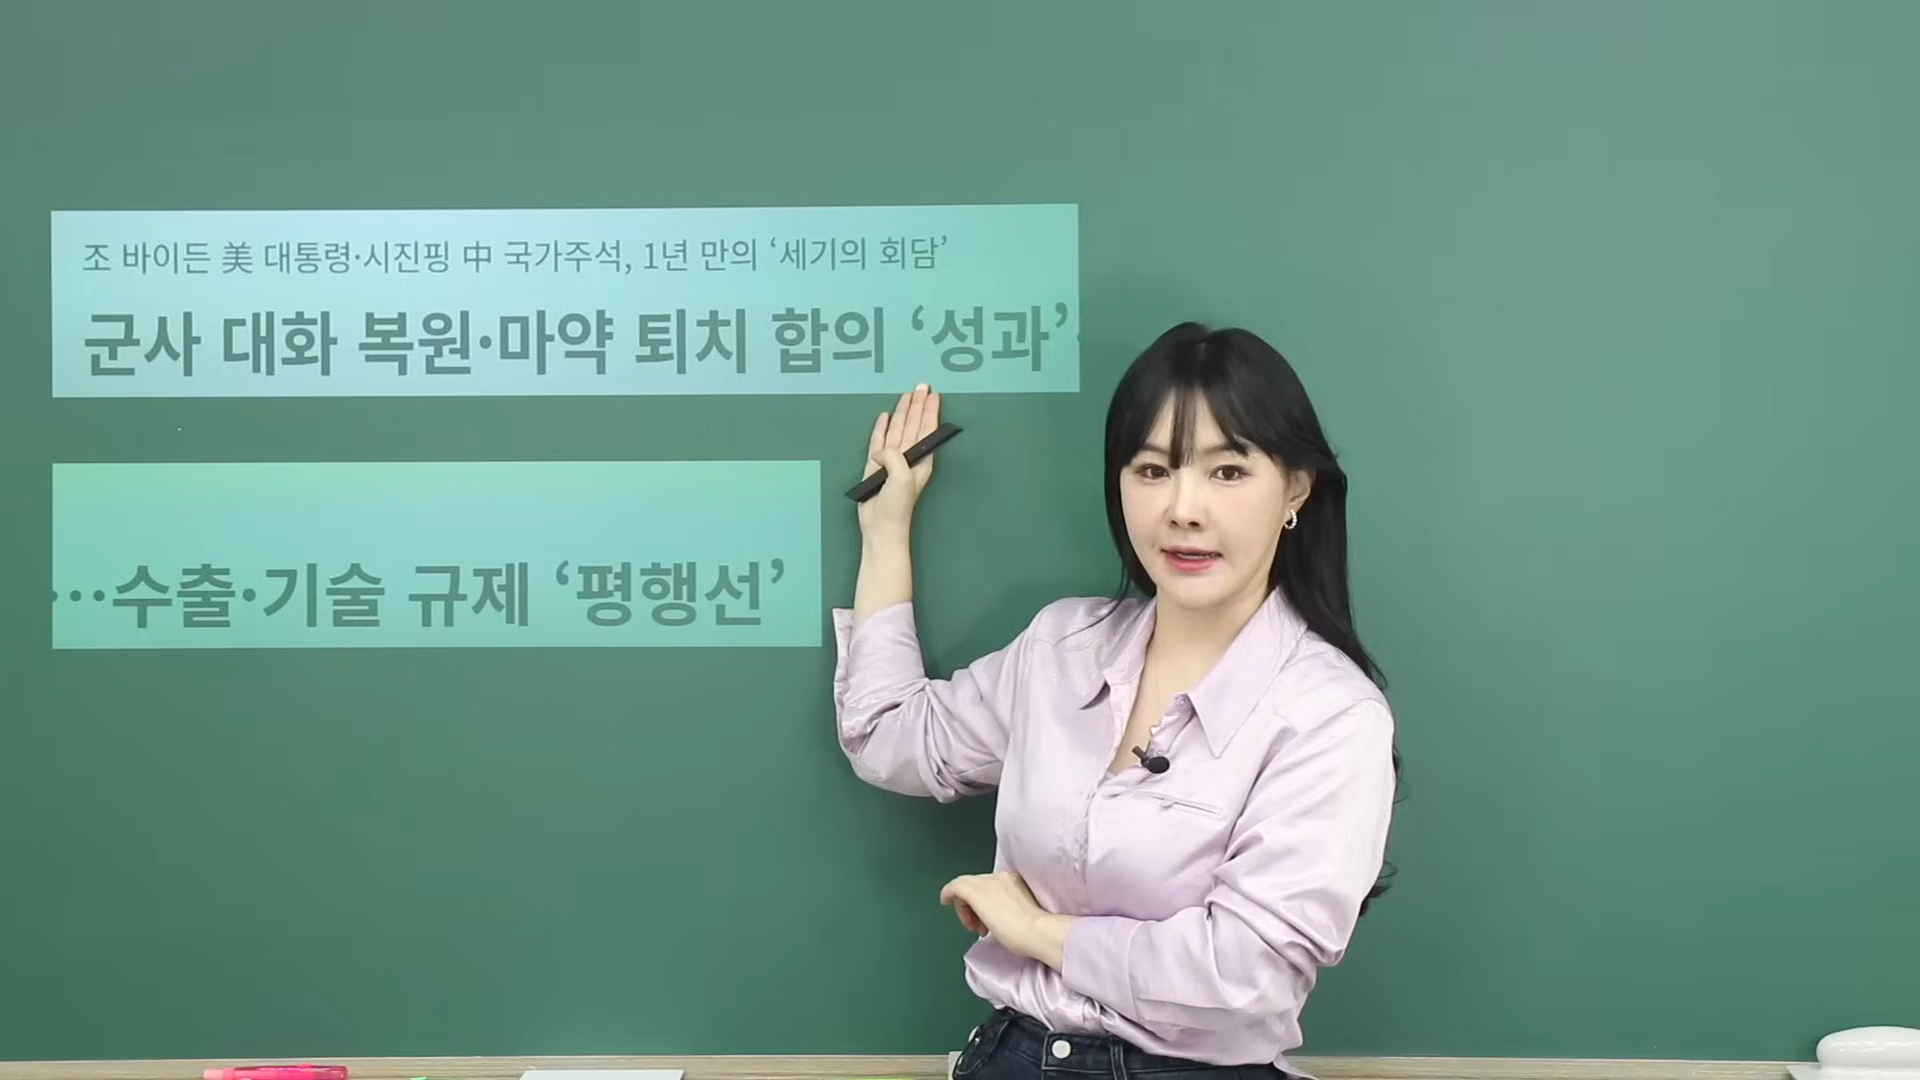 조 바이든 美 대통령·시진핑 中 국가주석, 1년 만의 ‘세기의 회담’
군사 대화 복원·마약 퇴치 합의 ‘성과’
…수출·기술 규제 ‘평행선’